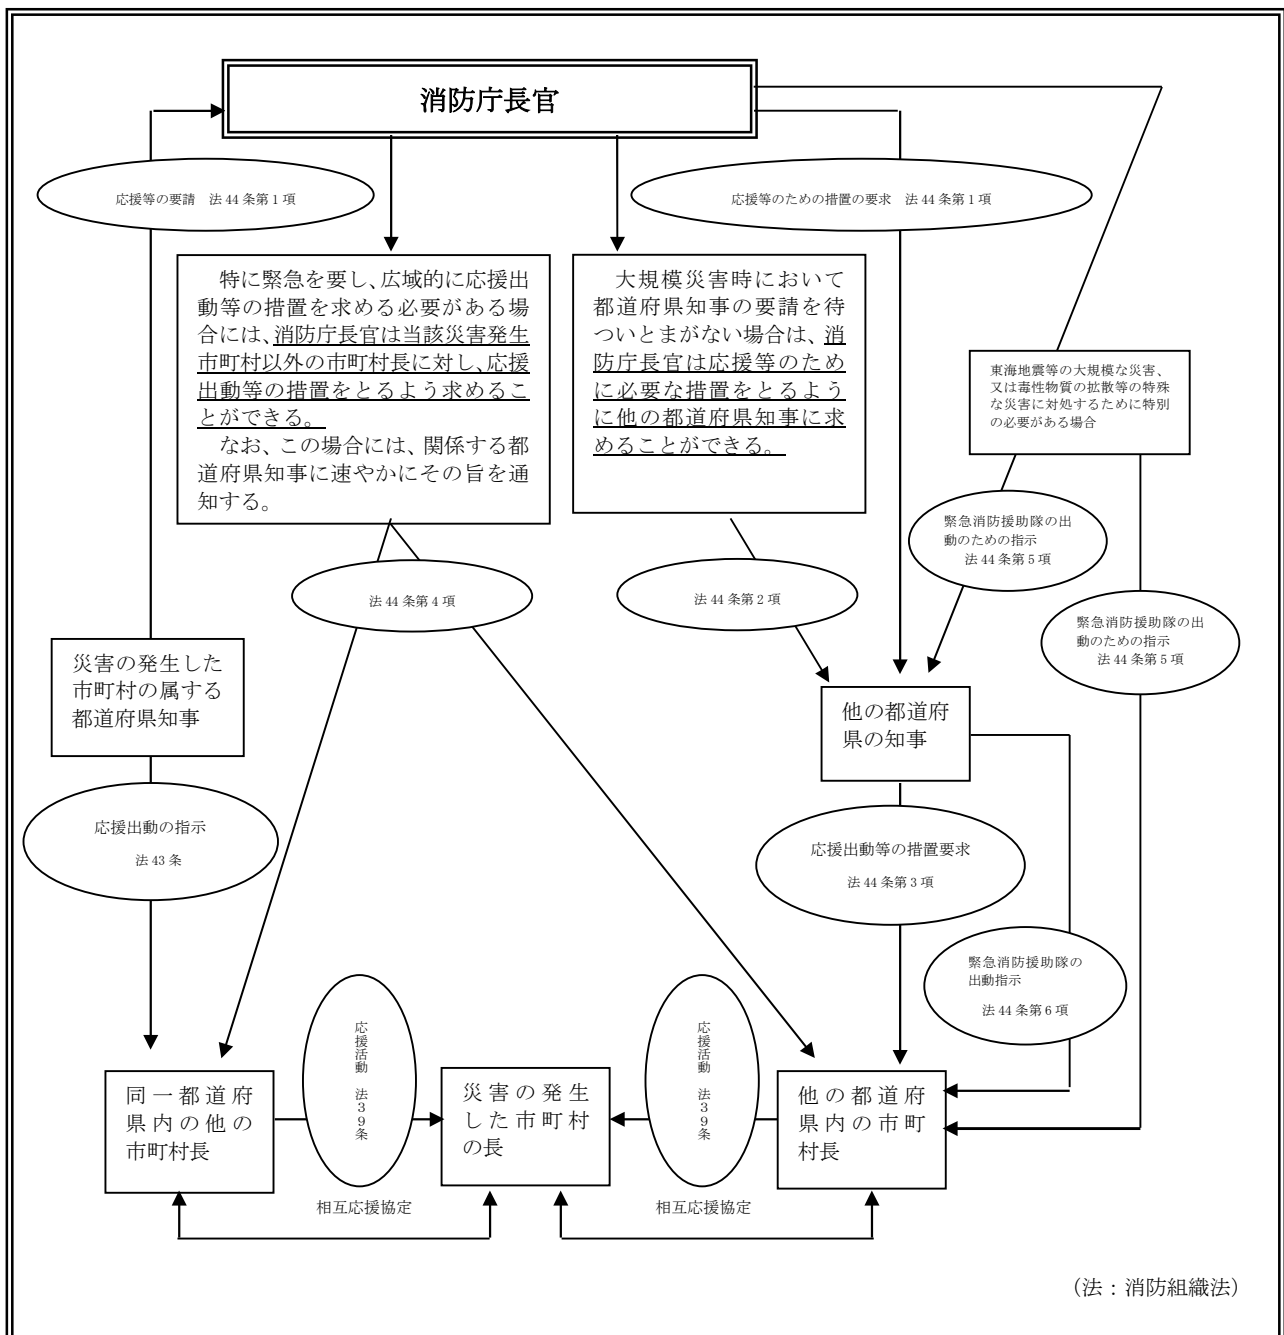 消防庁長官
応援等の要請　法 44 条第 1 項
応援等のための措置の要求　法 44 条第 1 項
特に緊急を要し、広域的に応援出
動等の措置を求める必要がある場
合には、消防庁長官は当該災害発生
市町村以外の市町村長に対し、応援
出動等の措置をとるよう求めるこ
とができる。
なお、この場合には、関係する都
道府県知事に速やかにその旨を通
知する。
大規模災害時において
都道府県知事の要請を待
ついとまがない場合は、消
防庁長官は応援等のため
に必要な措置をとるよう
に他の都道府県知事に求
めることができる。
東海地震等の大規模な災害、
又は毒性物質の拡散等の特殊
な災害に対処するために特別
の必要がある場合
緊急消防援助隊の出
動のための指示
法 44 条第 5 項
法 44 条第 4 項
法 44 条第 2 項
緊急消防援助隊の出
動のための指示
法 44 条第 5 項
災害の発生した
市町村の属する
都道府県知事
他の都道府
県の知事
応援出動の指示
法 43 条
応援出動等の措置要求
法 44 条第 3 項
緊急消防援助隊の
出動指示
法 44 条第 6 項
応援活動　法３９条
応援活動　法３９条
同一都道府
県内の他の
市町村長
災害の発生
した市町村
の長
他の都道府
県内の市町
村長
相互応援協定
相互応援協定
（法：消防組織法）